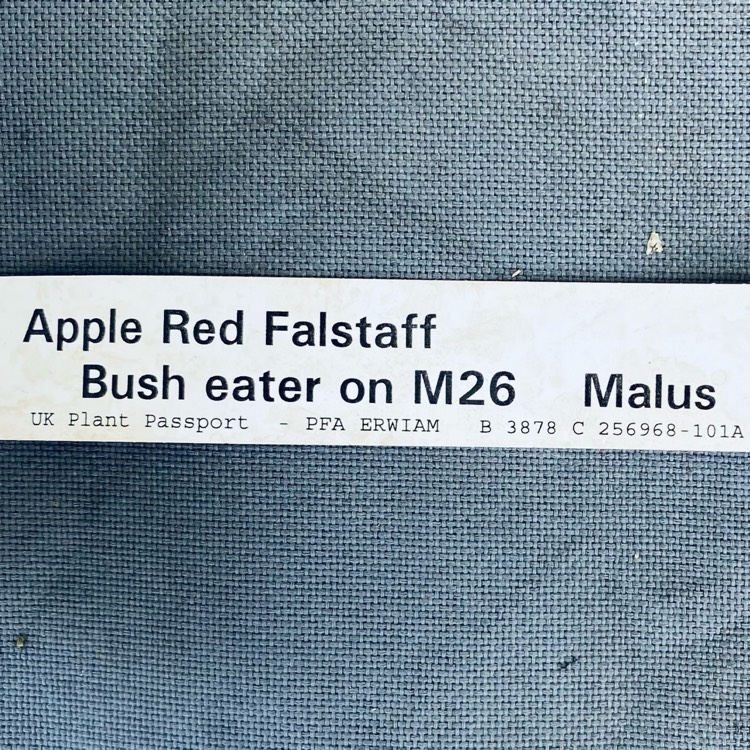 Apple Red Falstaff
Bush eater on M26 Malus
UK Plant Passport - PFA ERWIAM B 3878 C 256968-101A